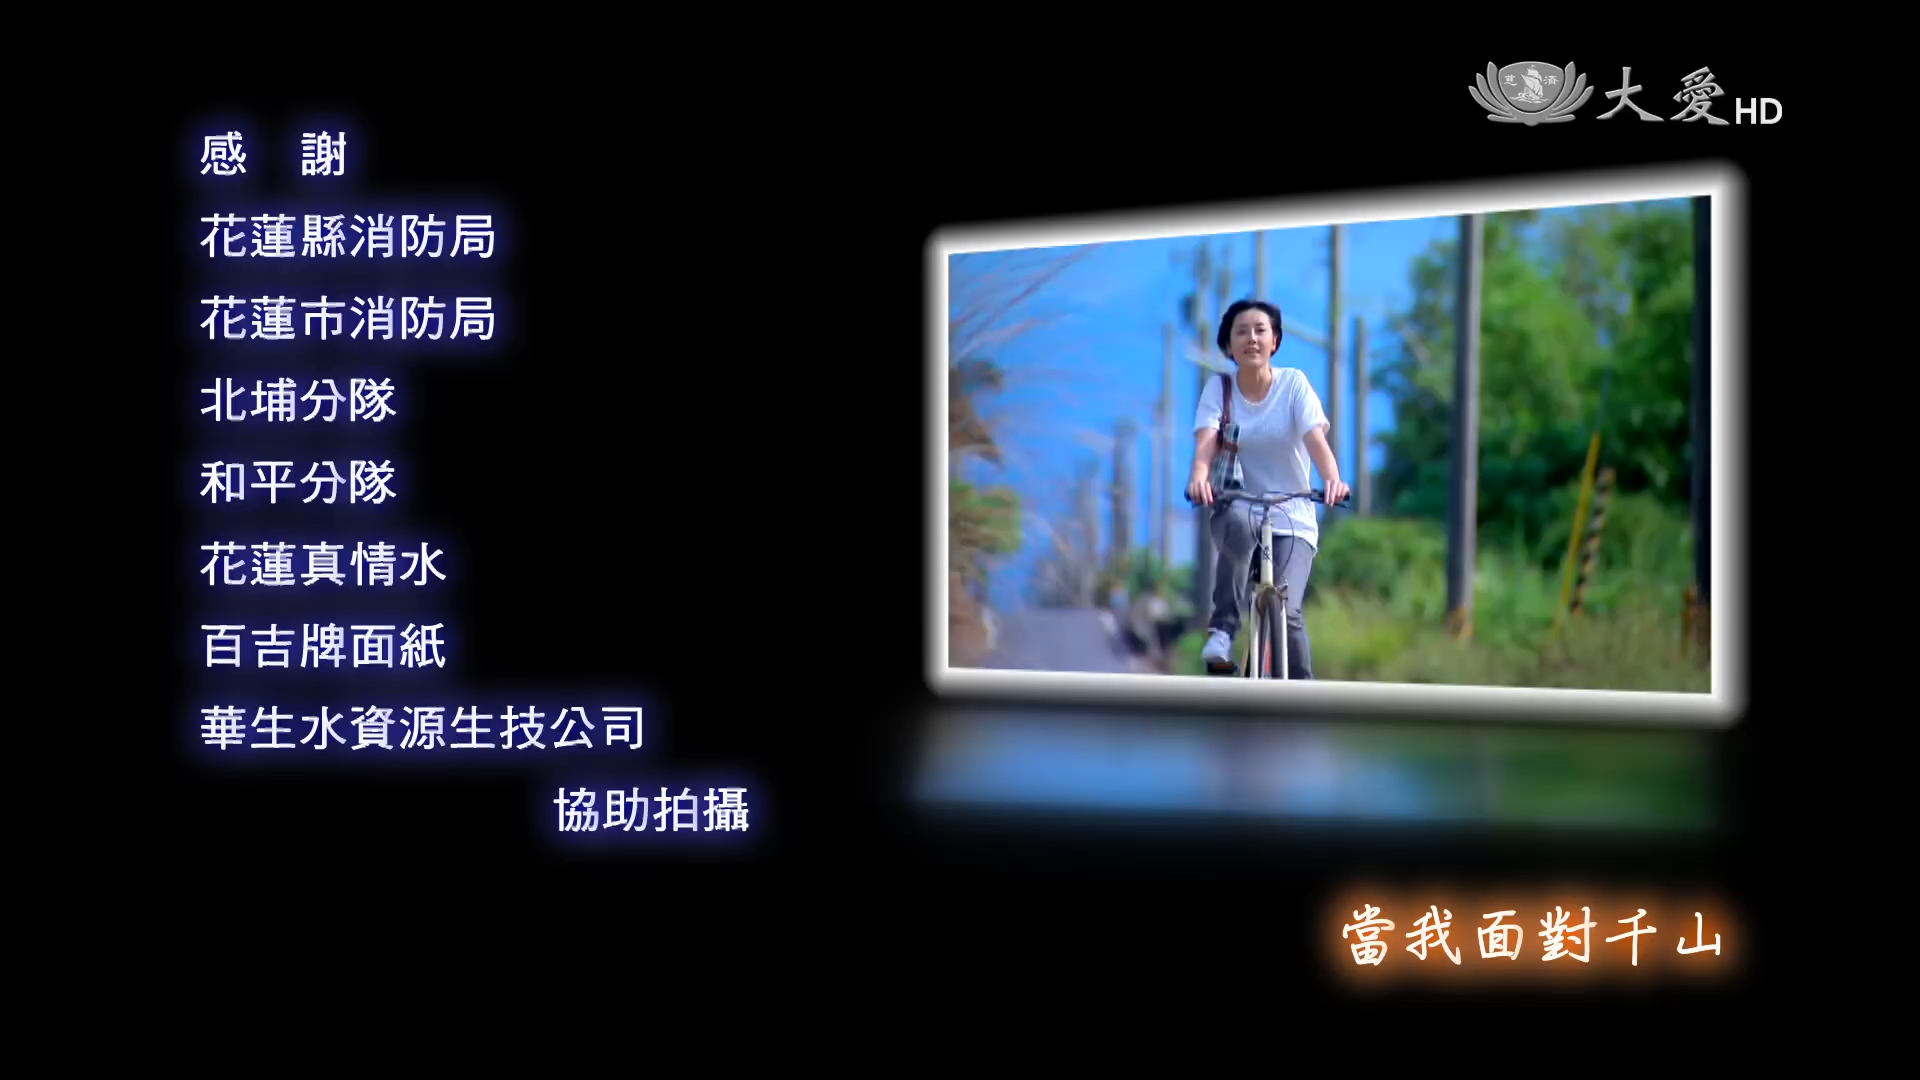 大愛HD
慈濟
感 謝
花蓮縣消防局
花蓮市消防局
北埔分隊
和平分隊
花蓮真情水
百吉牌面紙
華生水資源生技公司
協助拍攝
當我面對千山